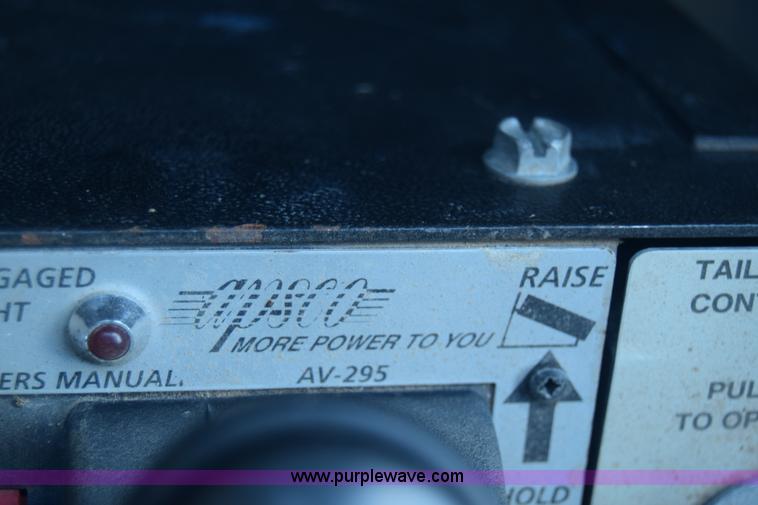 GAGED
HT
ERS MANUAL.
apsco
MORE POWER TO YOU
AV-295
RAISE
HOLD
TAIL
CONT
PUL
TO OP
www.purplewave.com